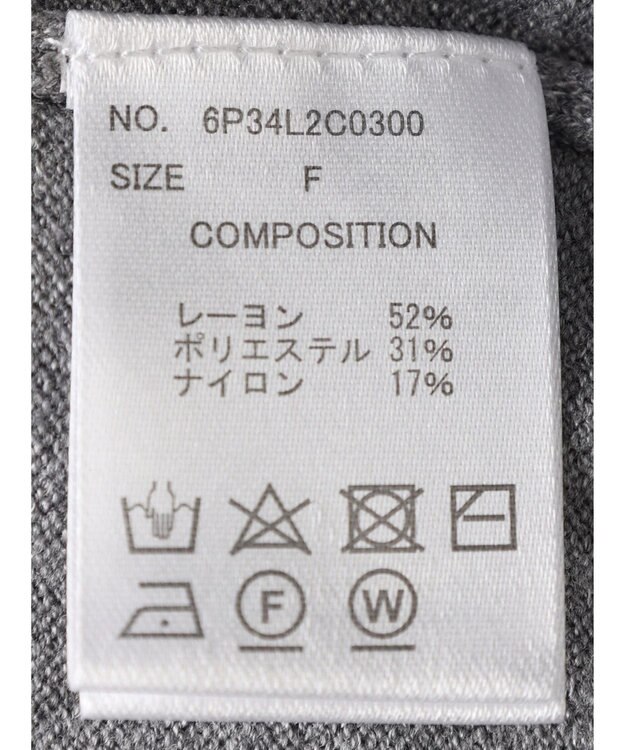 NO. 6P34L2C0300
SIZE F
COMPOSITION
レーヨン 52%
ポリエステル 31%
ナイロン 17%
F W